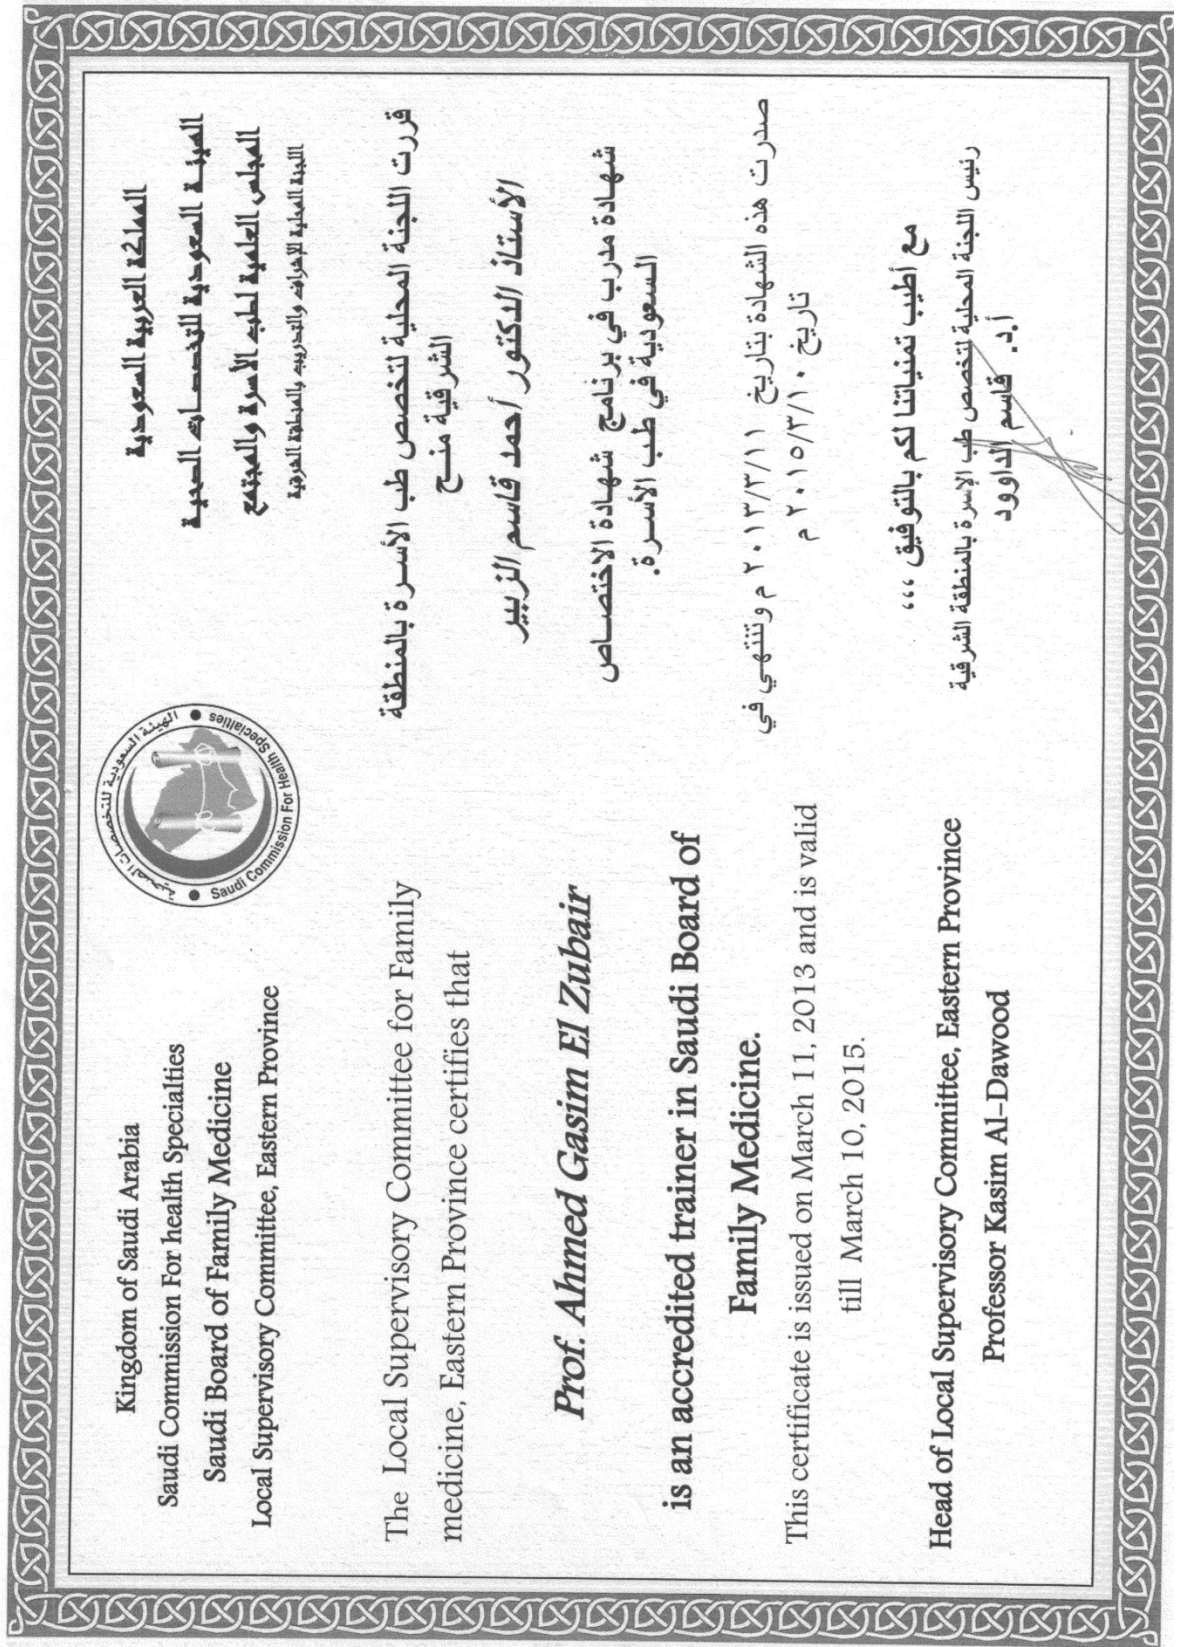 Kingdom of Saudi Arabia
Saudi Commission For health Specialties
Saudi Board of Family Medicine
Local Supervisory Committee, Eastern Province
الهيئة السعودية للتخصصات الصحية
Saudi Commission For Health Specialties
المملكة العربية السعودية
الهيئة السعودية للتخصصات الصحية
المجلس العلمية لطب الأسرة والمجتمع
The Local Supervisory Committee for Family
medicine, Eastern Province certifies that
Prof. Ahmed Gasim El Zubair
is an accredited trainer in Saudi Board of
Family Medicine.
This certificate is issued on March 11, 2013 and is valid
till March 10, 2015.
Head of Local Supervisory Committee, Eastern Province
Professor Kasim Al-Dawood
قررت اللجنة المحلية لتخصص طب الأسرة بالمنطقة
الشرقية منح
الأستاذ الدكتور أحمد قاسم الزبير
شهادة مدرب في برنامج شهادة الاختصاص
السعودية في طب الأسرة.
صدرت هذه الشهادة بتاريخ ٢٠١٣/٣/١١ م وتنتهي في
تاريخ ٢٠١٥/٣/١٠ م
مع أطيب تمنياتنا لكم بالتوفيق ،،،
رئيس اللجنة المحلية لتخصص طب الإسرة بالمنطقة الشرقية
أ.د. قاسم الداوود